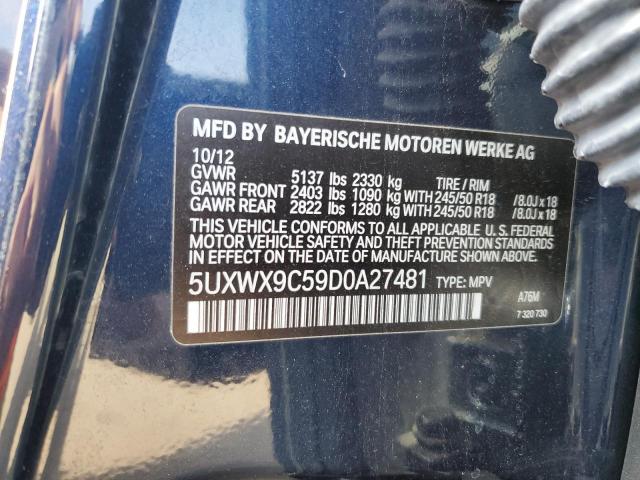 MFD BY BAYERISCHE MOTOREN WERKE AG
10/12
GVWR 5137 lbs 2330 kg TIRE / RIM
GAWR FRONT 2403 lbs 1090 kg WITH 245/50 R18 / 8.0J x 18
GAWR REAR 2822 lbs 1280 kg WITH 245/50 R18 / 8.0J x 18
THIS VEHICLE CONFORMS TO ALL APPLICABLE U. S. FEDERAL
MOTOR VEHICLE SAFETY AND THEFT PREVENTION STANDARDS
IN EFFECT ON THE DATE OF MANUFACTURE SHOWN ABOVE.
5UXWX9C59D0A27481 TYPE: MPV
A76M
7 320 730